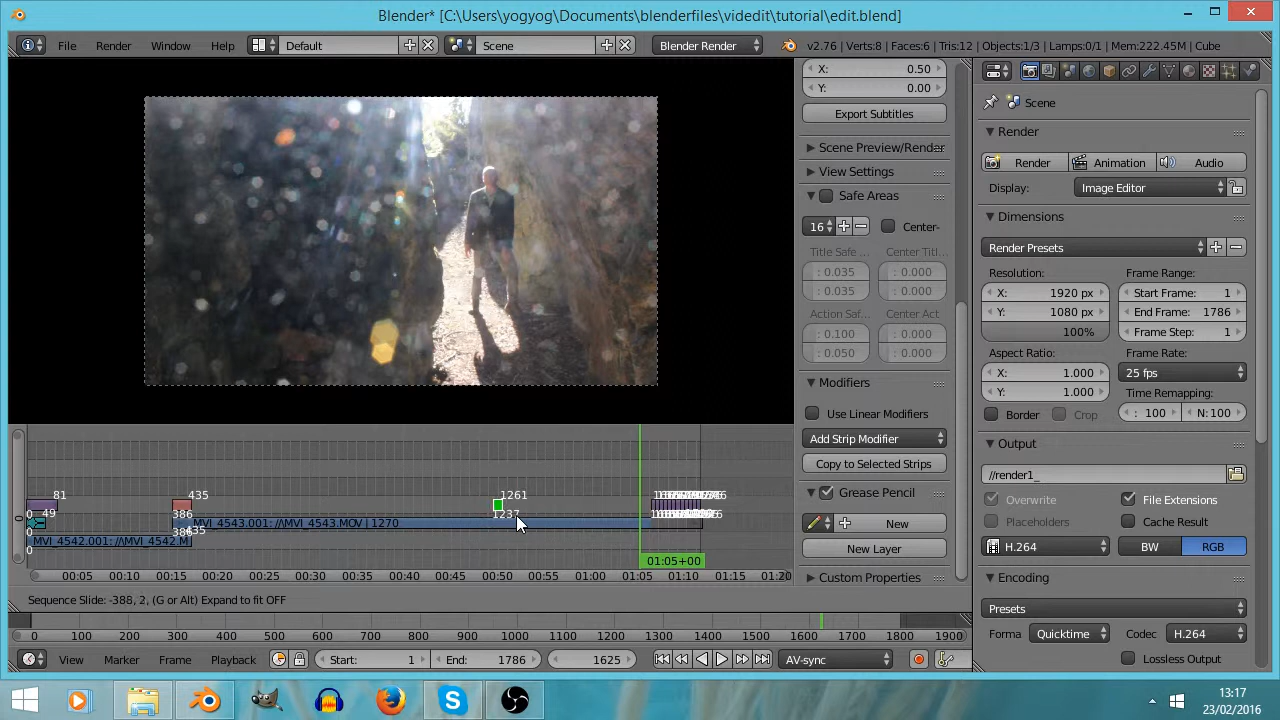 Blender* [C:\Users\yogyog\Documents\blenderfiles\videdit\tutorial\edit.blend]
File Render Window Help Default Scene Blender Render v2.76 | Verts:8 | Faces:6 | Tris:12 | Objects:1/3 | Lamps:0/1 | Mem:222.45M | Cube
X: 0.50
Y: 0.00
Export Subtitles
Scene Preview/Render
View Settings
Safe Areas
16 Center-
Title Safe ... Center Titl...
: 0.035 : 0.000
: 0.035 : 0.000
Action Saf... Center Act
: 0.100 : 0.000
: 0.050 : 0.000
Modifiers
Use Linear Modifiers
Add Strip Modifier
Copy to Selected Strips
Grease Pencil
New
New Layer
Custom Properties
Scene
Render
Render Animation Audio
Display: Image Editor
Dimensions
Render Presets
Resolution: Frame Range:
X: 1920 px Start Frame: 1
Y: 1080 px End Frame: 1786
100% Frame Step: 1
Aspect Ratio: Frame Rate:
X: 1.000 25 fps
Y: 1.000 Time Remapping:
Border Crop : 100 N:100
Output
//render1_
Overwrite File Extensions
Placeholders Cache Result
H.264 BW RGB
Encoding
Presets
Forma Quicktime Codec H.264
Lossless Output
81 435 1261
0 49 386 1237
MVI_4543.001: //\MVI_4543.MOV | 1270
0 386 435
MVI_4542.001: //\MVI_4542.M
0
01:05+00
00:05 00:10 00:15 00:20 00:25 00:30 00:35 00:40 00:45 00:50 00:55 01:00 01:05 01:10 01:15 01:20
Sequence Slide: -388, 2, (G or Alt) Expand to fit OFF
0 100 200 300 400 500 600 700 800 900 1000 1100 1200 1300 1400 1500 1600 1700 1800 1900
View Marker Frame Playback Start: 1 End: 1786 1625 AV-sync
13:17
23/02/2016